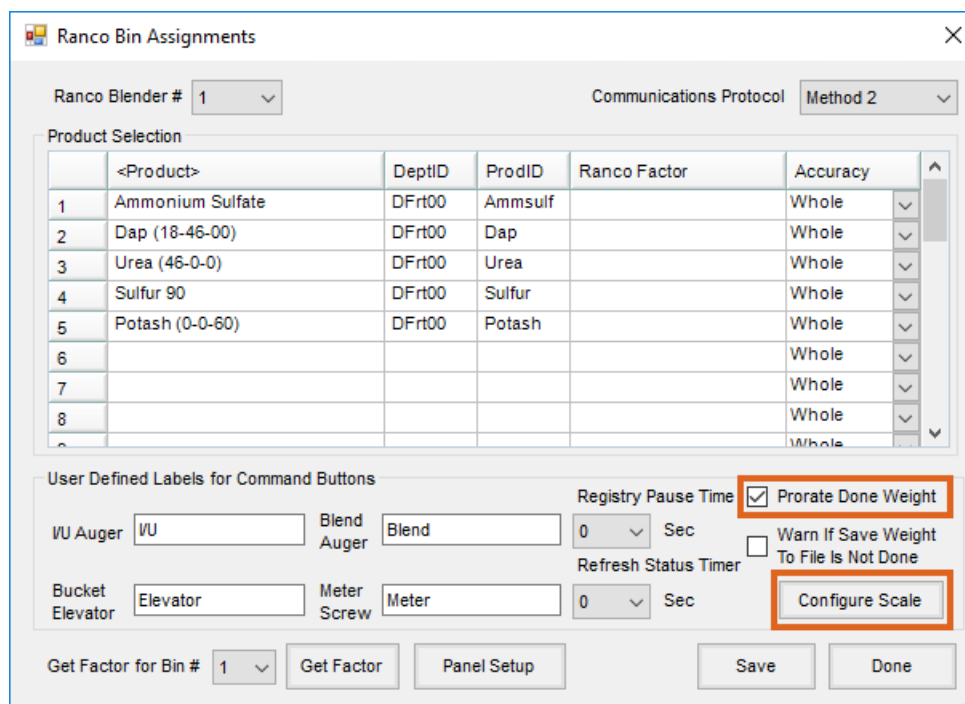 Ranco Bin Assignments
Ranco Blender # 1 Communications Protocol Method 2
Product Selection
<Product> DeptID ProdID Ranco Factor Accuracy
1 Ammonium Sulfate DFrt00 Ammsulf Whole
2 Dap (18-46-00) DFrt00 Dap Whole
3 Urea (46-0-0) DFrt00 Urea Whole
4 Sulfur 90 DFrt00 Sulfur Whole
5 Potash (0-0-60) DFrt00 Potash Whole
6 Whole
7 Whole
8 Whole
Whole
User Defined Labels for Command Buttons
Registry Pause Time Prorate Done Weight
I/U Auger I/U Blend Auger Blend 0 Sec Warn If Save Weight
To File Is Not Done
Refresh Status Timer
Bucket Elevator Elevator Meter Screw Meter 0 Sec Configure Scale
Get Factor for Bin # 1 Get Factor Panel Setup Save Done